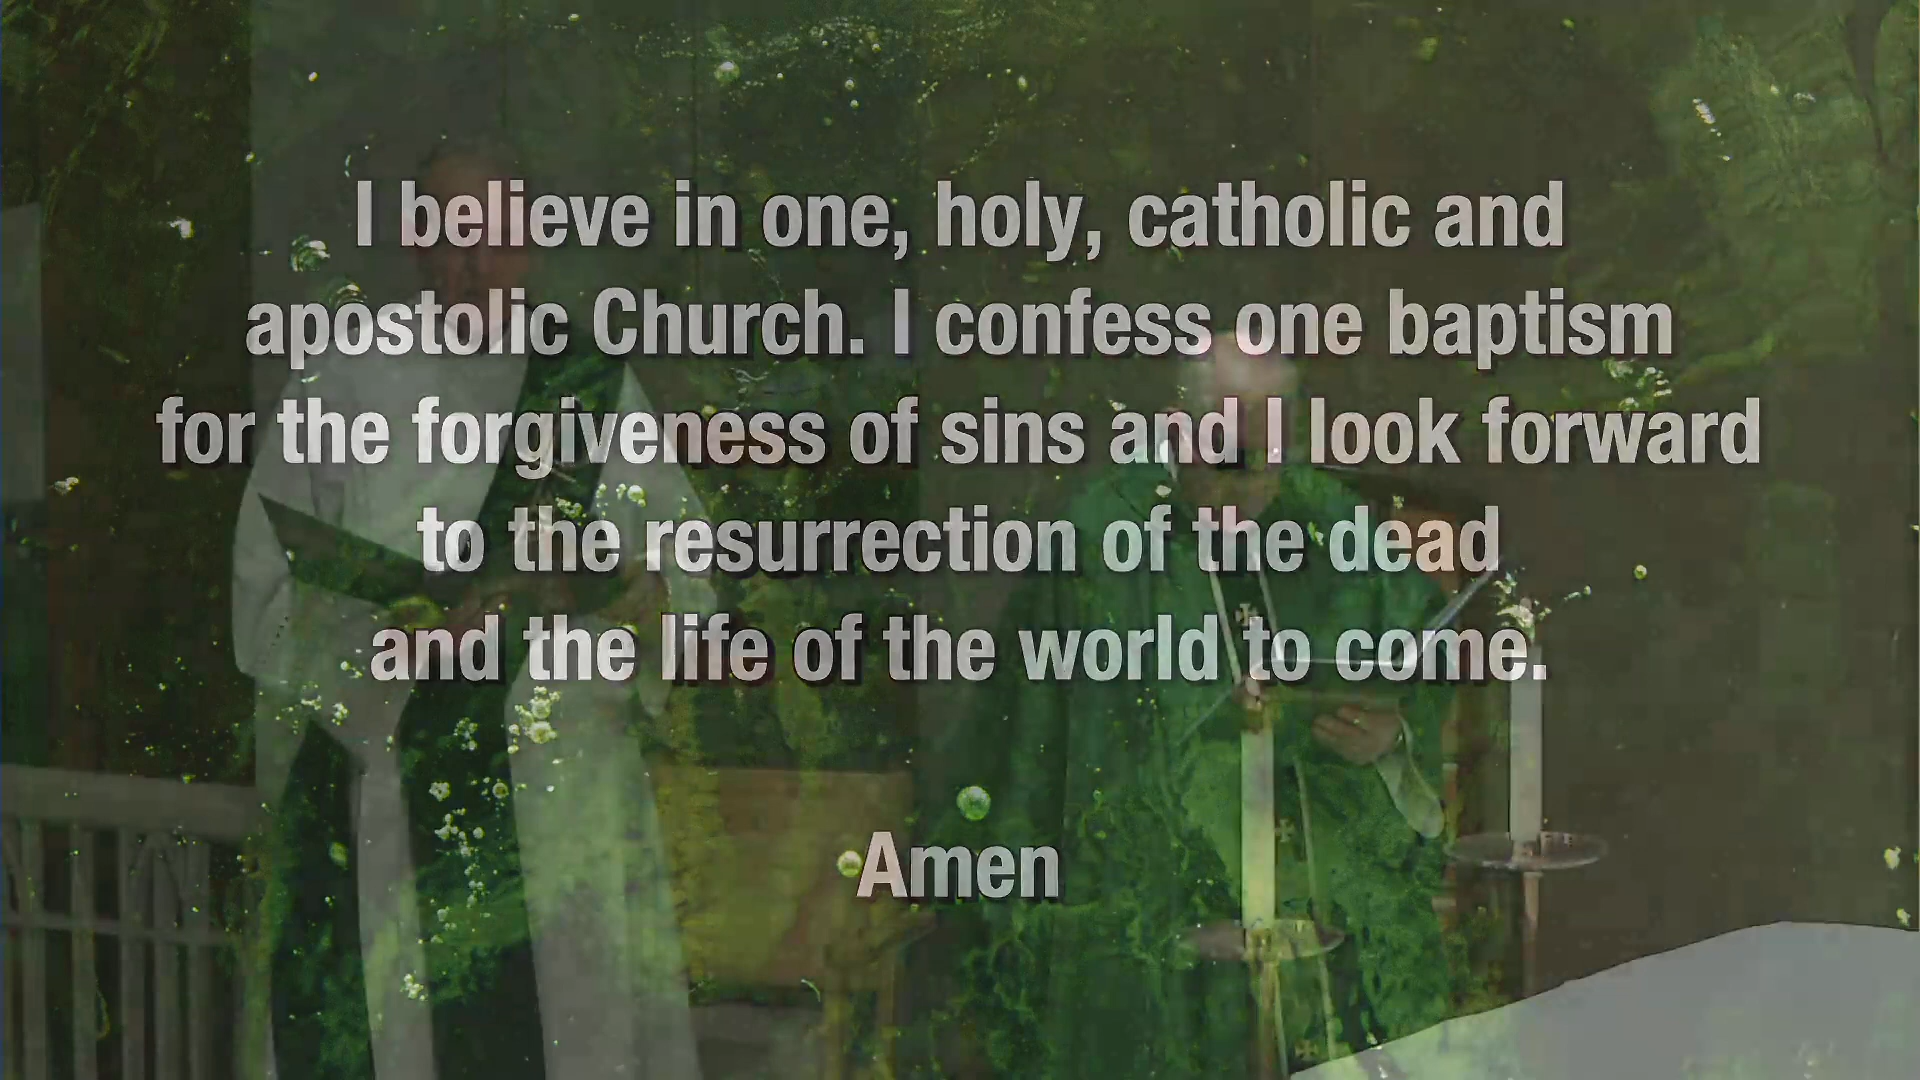 I believe in one, holy, catholic and
apostolic Church. I confess one baptism
for the forgiveness of sins and I look forward
to the resurrection of the dead
and the life of the world to come.
Amen